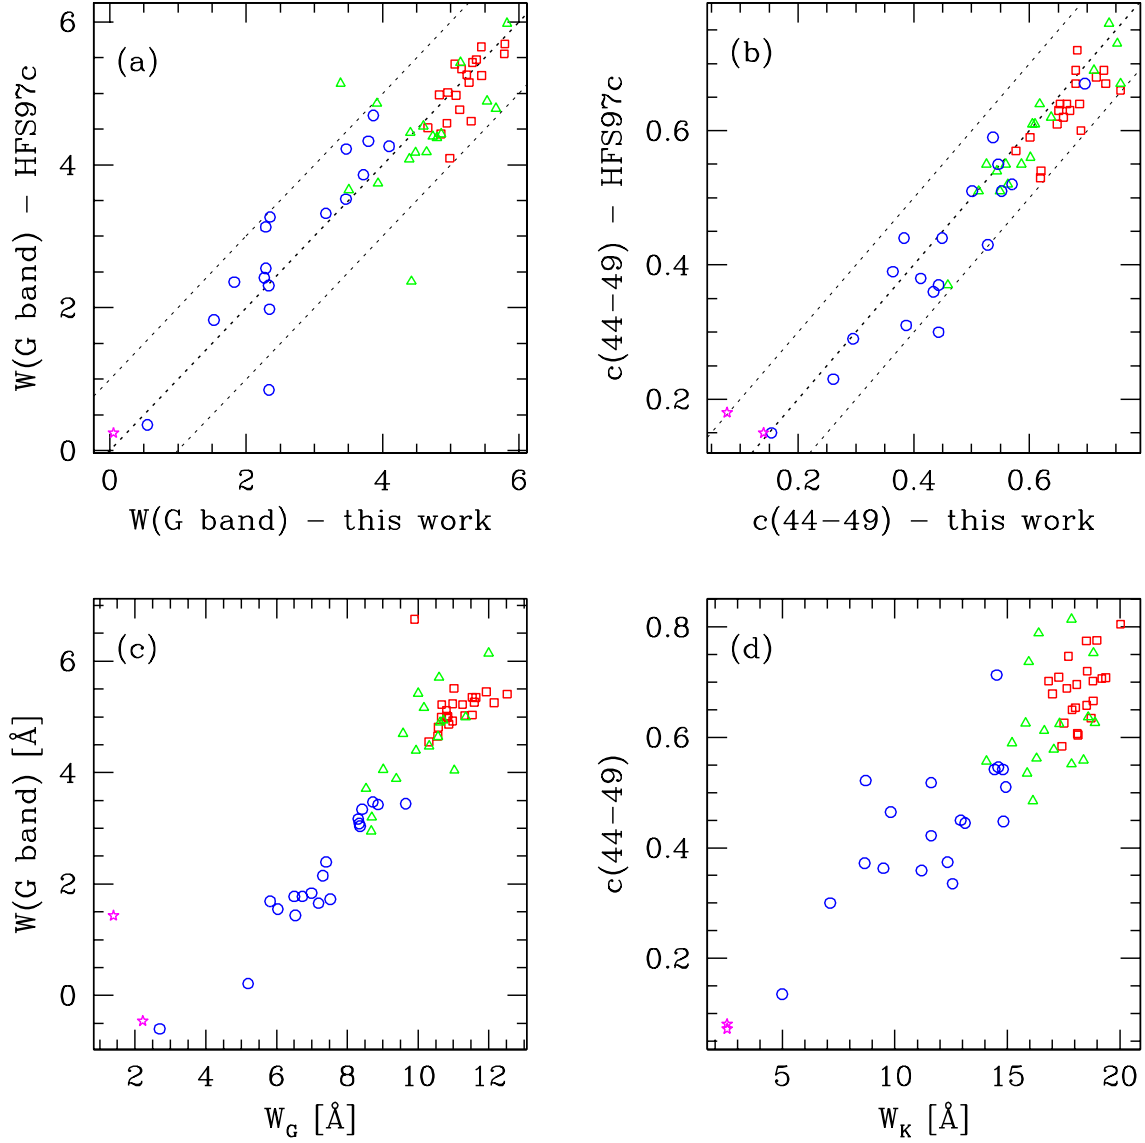 (a)
W(G band) − HFS97c
6
4
2
0
0 2 4 6
W(G band) − this work
(b)
c(44−49) − HFS97c
0.6
0.4
0.2
0.2 0.4 0.6
c(44−49) − this work
(c)
W(G band) [Å]
6
4
2
0
2 4 6 8 10 12
W_G [Å]
(d)
c(44−49)
0.8
0.6
0.4
0.2
5 10 15 20
W_K [Å]